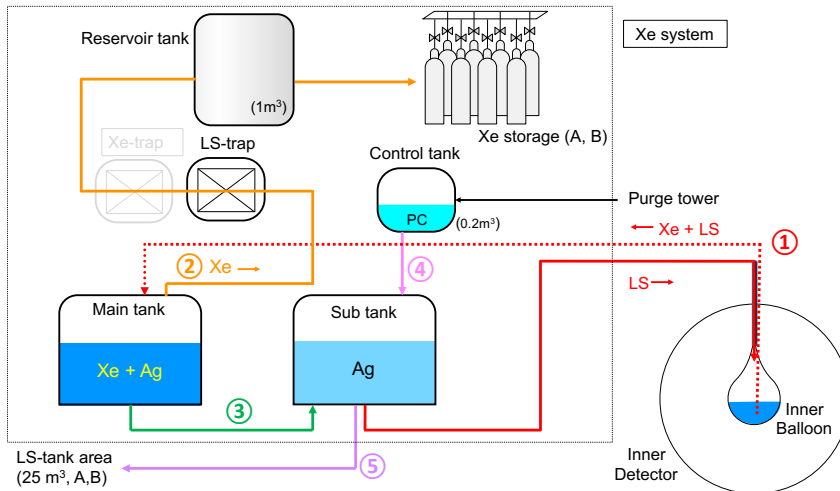 Reservoir tank
Xe system
(1m³)
Xe storage (A, B)
Xe-trap
LS-trap
Control tank
PC
(0.2m³)
Purge tower
Xe + LS
①
② Xe
④
LS
Main tank
Sub tank
Xe + Ag
Ag
③
Inner
Balloon
Inner
Detector
LS-tank area
(25 m³, A,B)
⑤